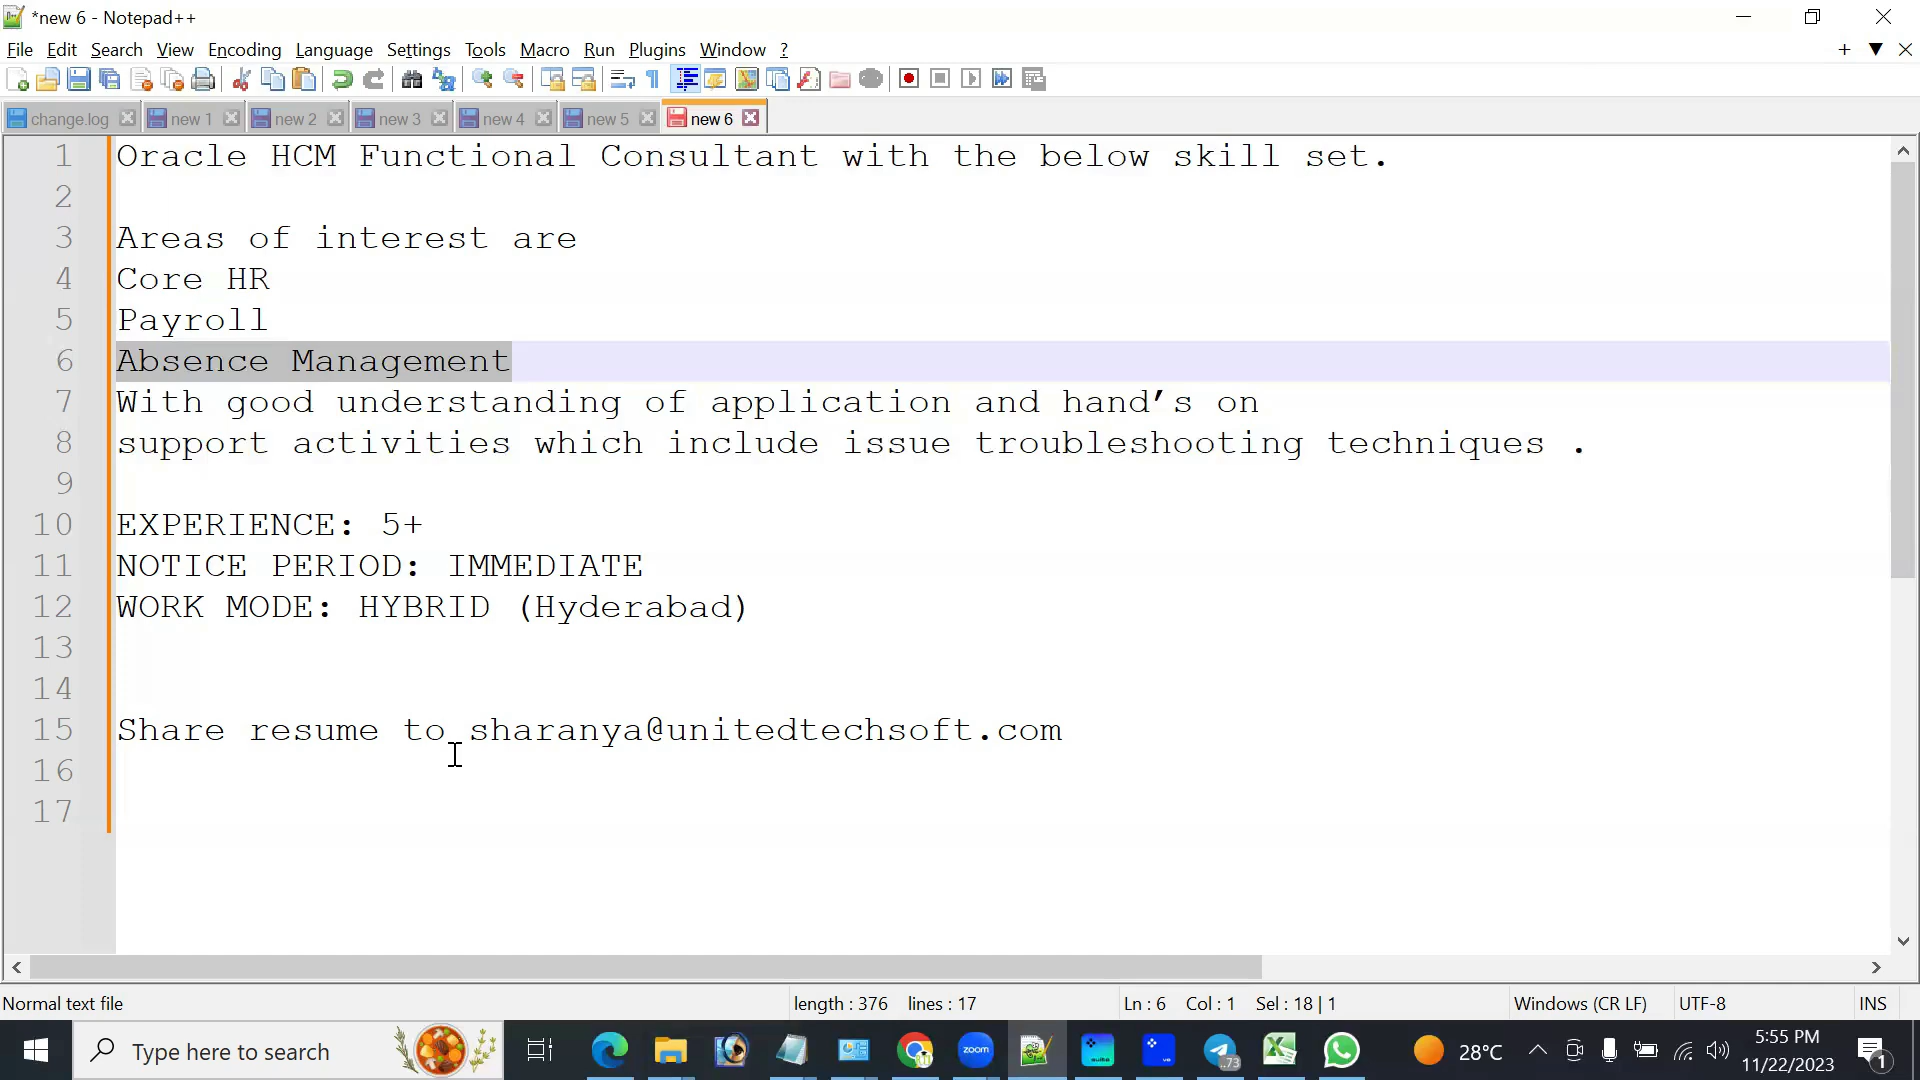 *new 6 - Notepad++
File Edit Search View Encoding Language Settings Tools Macro Run Plugins Window ?
change.log new 1 new 2 new 3 new 4 new 5 new 6
1 Oracle HCM Functional Consultant with the below skill set.
2
3 Areas of interest are
4 Core HR
5 Payroll
6 Absence Management
7 With good understanding of application and hand’s on
8 support activities which include issue troubleshooting techniques .
9
10 EXPERIENCE: 5+
11 NOTICE PERIOD: IMMEDIATE
12 WORK MODE: HYBRID (Hyderabad)
13
14
15 Share resume to sharanya@unitedtechsoft.com
16
17
Normal text file length : 376 lines : 17 Ln : 6 Col : 1 Sel : 18 | 1 Windows (CR LF) UTF-8 INS
Type here to search zoom 73 28°C 5:55 PM 1
11/22/2023